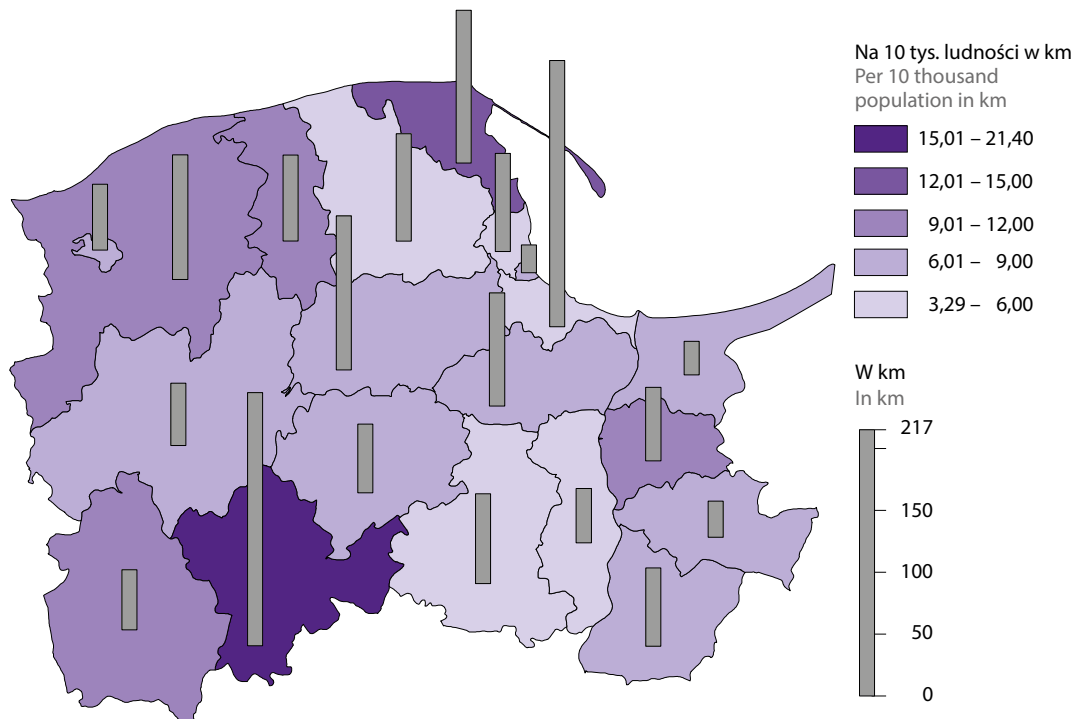 Na 10 tys. ludności w km
Per 10 thousand
population in km
15,01 – 21,40
12,01 – 15,00
9,01 – 12,00
6,01 – 9,00
3,29 – 6,00
W km
In km
217
150
100
50
0